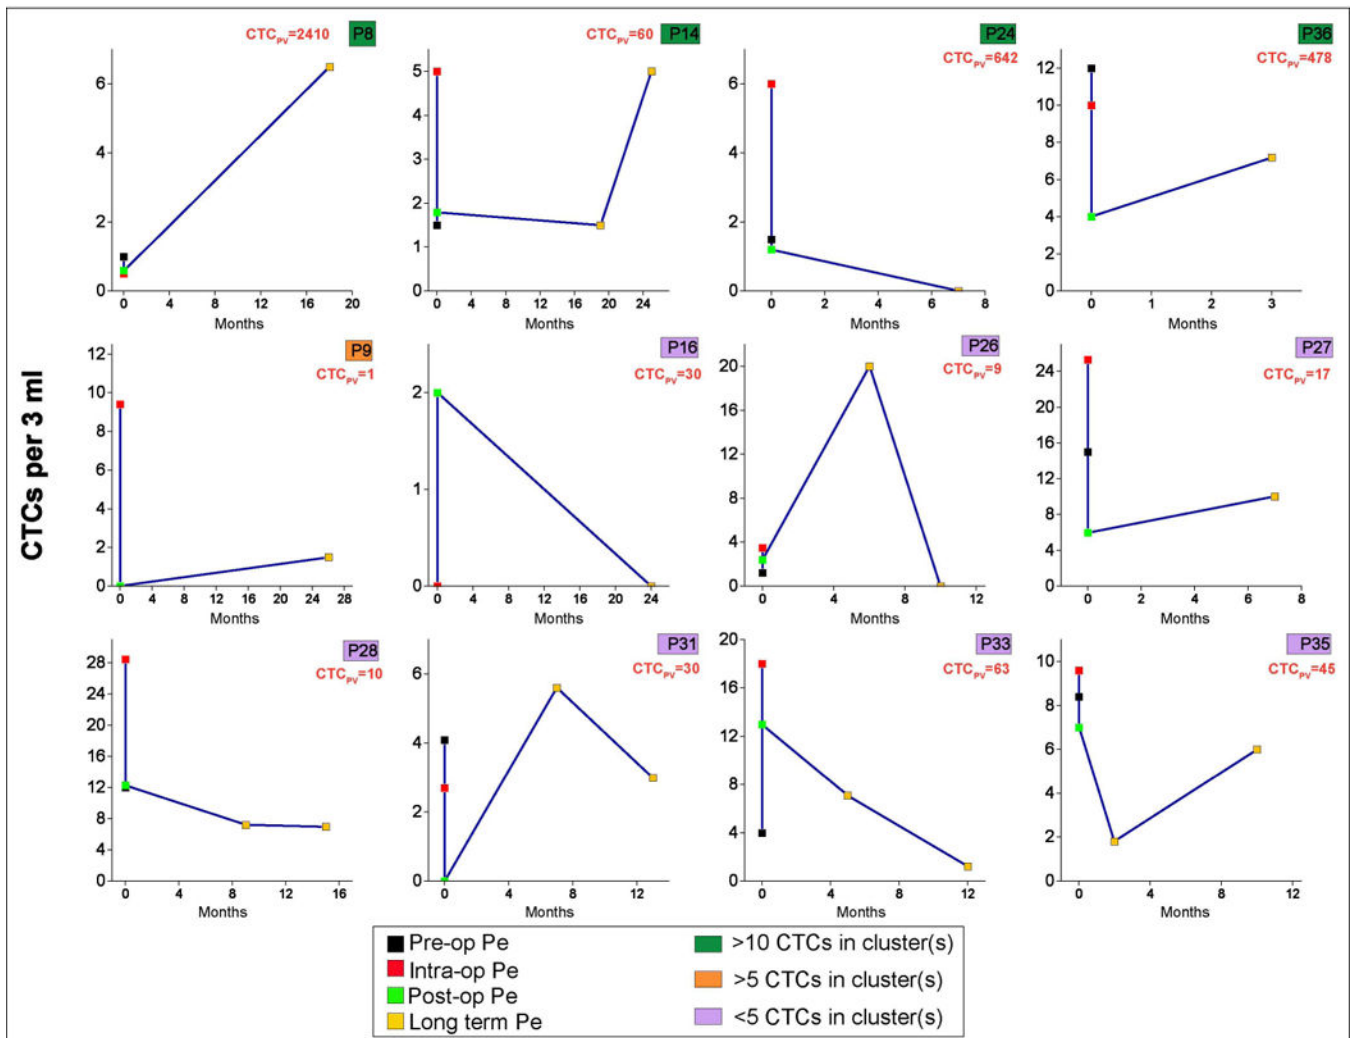 CTCs per 3 ml
CTCPV=2410 P8
6
4
2
0
0 4 8 12 16 20
Months
CTCPV=60 P14
5
4
3
2
1
0
0 4 8 12 16 20 24
Months
P24
CTCPV=642
6
4
2
0
0 2 4 6 8
Months
P36
CTCPV=478
12
10
8
6
4
2
0
0 1 2 3
Months
P9
CTCPV=1
12
10
8
6
4
2
0
0 4 8 12 16 20 24 28
Months
P16
CTCPV=30
2
1
0
0 4 8 12 16 20 24
Months
P26
CTCPV=9
20
16
12
8
4
0
0 4 8 12
Months
P27
CTCPV=17
24
20
16
12
8
4
0
0 2 4 6 8
Months
P28
CTCPV=10
28
24
20
16
12
8
4
0
0 4 8 12 16
Months
P31
CTCPV=30
6
4
2
0
0 4 8 12
Months
P33
CTCPV=63
20
16
12
8
4
0
0 2 4 6 8 10 12
Months
P35
CTCPV=45
10
8
6
4
2
0
0 4 8 12
Months
Pre-op Pe
Intra-op Pe
Post-op Pe
Long term Pe
>10 CTCs in cluster(s)
>5 CTCs in cluster(s)
<5 CTCs in cluster(s)